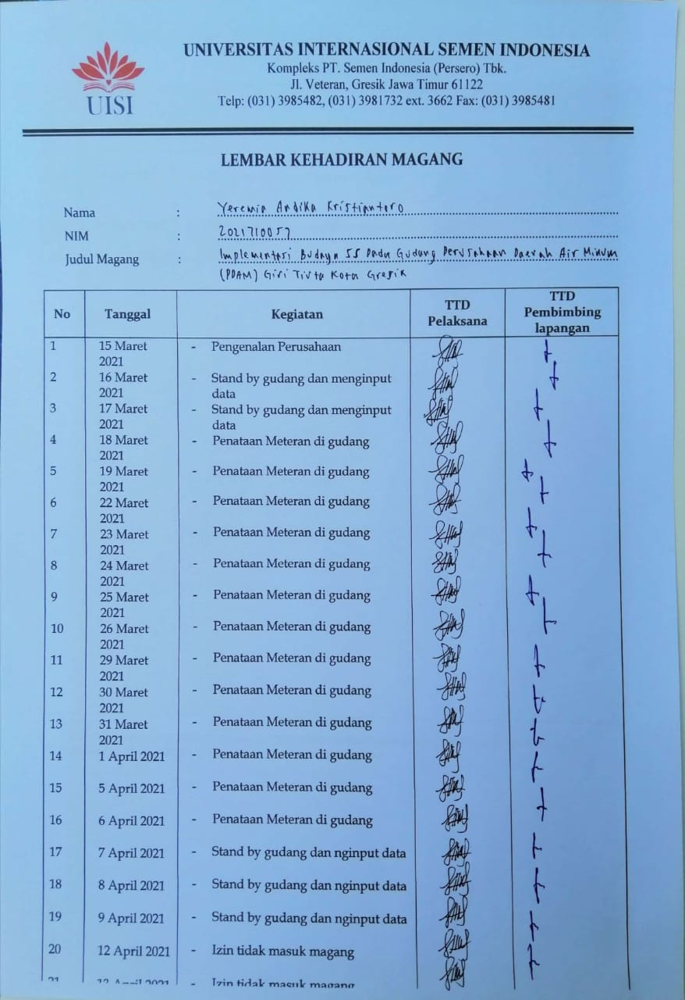 UNIVERSITAS INTERNASIONAL SEMEN INDONESIA
Kompleks PT. Semen Indonesia (Persero) Tbk.
Jl. Veteran, Gresik Jawa Timur 61122
Telp: (031) 3985482, (031) 3981732 ext. 3662 Fax: (031) 3985481
UISI
LEMBAR KEHADIRAN MAGANG
Nama : Yeremia Andika Kristiantoro
NIM : 2021710057
Judul Magang : Implementasi Budaya 5S Pada Gudang Perusahaan Daerah Air Minum
(PDAM) Giri Tirta Kota Gresik
No Tanggal Kegiatan TTD Pelaksana TTD Pembimbing lapangan
1 15 Maret 2021 - Pengenalan Perusahaan
2 16 Maret 2021 - Stand by gudang dan menginput data
3 17 Maret 2021 - Stand by gudang dan menginput data
4 18 Maret 2021 - Penataan Meteran di gudang
5 19 Maret 2021 - Penataan Meteran di gudang
6 22 Maret 2021 - Penataan Meteran di gudang
7 23 Maret 2021 - Penataan Meteran di gudang
8 24 Maret 2021 - Penataan Meteran di gudang
9 25 Maret 2021 - Penataan Meteran di gudang
10 26 Maret 2021 - Penataan Meteran di gudang
11 29 Maret 2021 - Penataan Meteran di gudang
12 30 Maret 2021 - Penataan Meteran di gudang
13 31 Maret 2021 - Penataan Meteran di gudang
14 1 April 2021 - Penataan Meteran di gudang
15 5 April 2021 - Penataan Meteran di gudang
16 6 April 2021 - Penataan Meteran di gudang
17 7 April 2021 - Stand by gudang dan nginput data
18 8 April 2021 - Stand by gudang dan nginput data
19 9 April 2021 - Stand by gudang dan nginput data
20 12 April 2021 - Izin tidak masuk magang
21 13 April 2021 - Izin tidak masuk magang